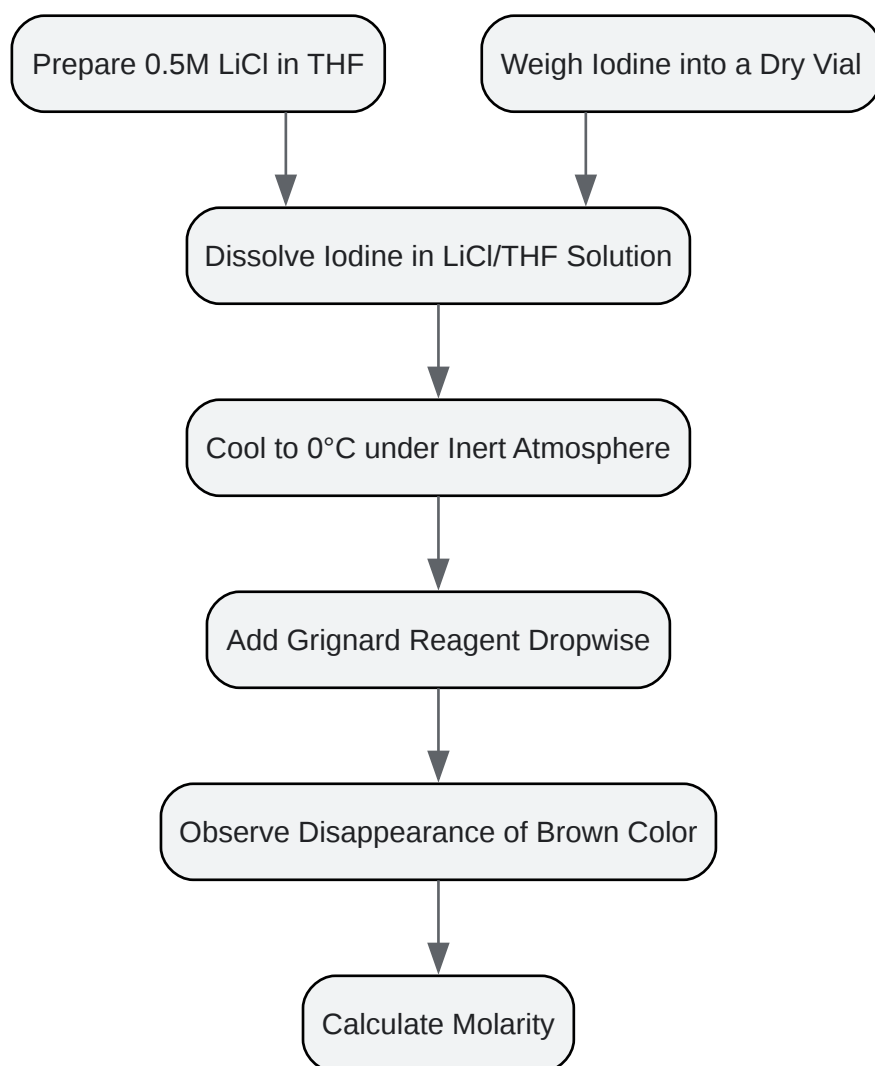 Prepare 0.5M LiCl in THF
Weigh Iodine into a Dry Vial
Dissolve Iodine in LiCl/THF Solution
Cool to 0°C under Inert Atmosphere
Add Grignard Reagent Dropwise
Observe Disappearance of Brown Color
Calculate Molarity